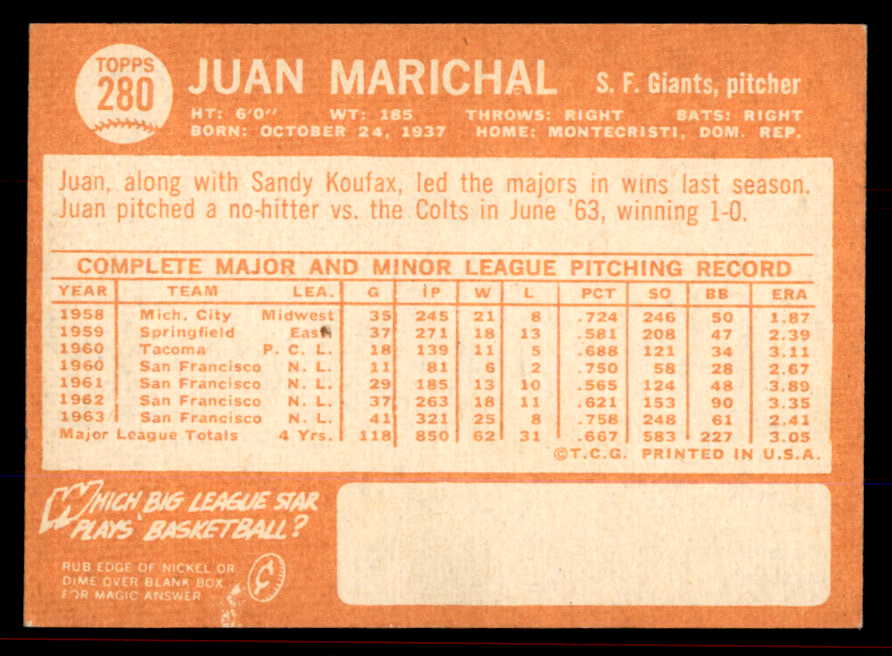 TOPPS
280
JUAN MARICHAL S. F. Giants, pitcher
HT: 6'0" WT: 185 THROWS: RIGHT BATS: RIGHT
BORN: OCTOBER 24, 1937 HOME: MONTECRISTI, DOM. REP.
Juan, along with Sandy Koufax, led the majors in wins last season.
Juan pitched a no-hitter vs. the Colts in June '63, winning 1-0.
COMPLETE MAJOR AND MINOR LEAGUE PITCHING RECORD
YEAR TEAM LEA. G IP W L PCT SO BB ERA
1958 Mich. City Midwest 35 245 21 8 .724 246 50 1.87
1959 Springfield East 37 271 18 13 .581 208 47 2.39
1960 Tacoma P. C. L. 18 139 11 5 .688 121 34 3.11
1960 San Francisco N. L. 11 81 6 2 .750 58 28 2.67
1961 San Francisco N. L. 29 185 13 10 .565 124 48 3.89
1962 San Francisco N. L. 37 263 18 11 .621 153 90 3.35
1963 San Francisco N. L. 41 321 25 8 .758 248 61 2.41
Major League Totals 4 Yrs. 118 850 62 31 .667 583 227 3.05
©T.C.G. PRINTED IN U.S.A.
WHICH BIG LEAGUE STAR
PLAYS BASKETBALL?
RUB EDGE OF NICKEL OR
DIME OVER BLANK BOX
FOR MAGIC ANSWER
¢